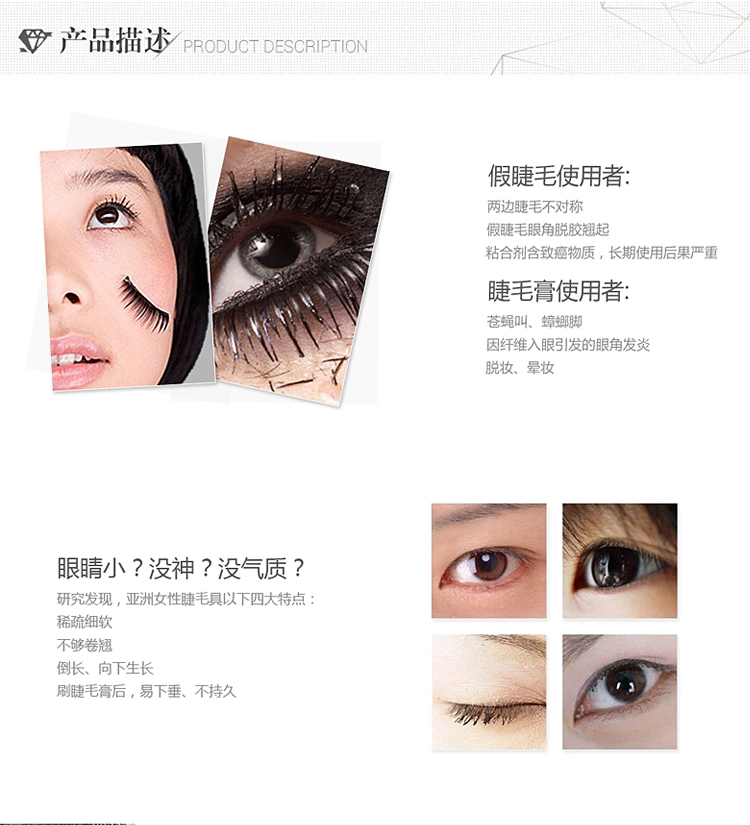 产品描述 PRODUCT DESCRIPTION
假睫毛使用者:
两边睫毛不对称
假睫毛眼角脱胶翘起
粘合剂含致癌物质，长期使用后果严重
睫毛膏使用者:
苍蝇叫、蟑螂脚
因纤维入眼引发的眼角发炎
脱妆、晕妆
眼睛小？没神？没气质？
研究发现，亚洲女性睫毛具以下四大特点：
稀疏细软
不够卷翘
倒长、向下生长
刷睫毛膏后，易下垂、不持久